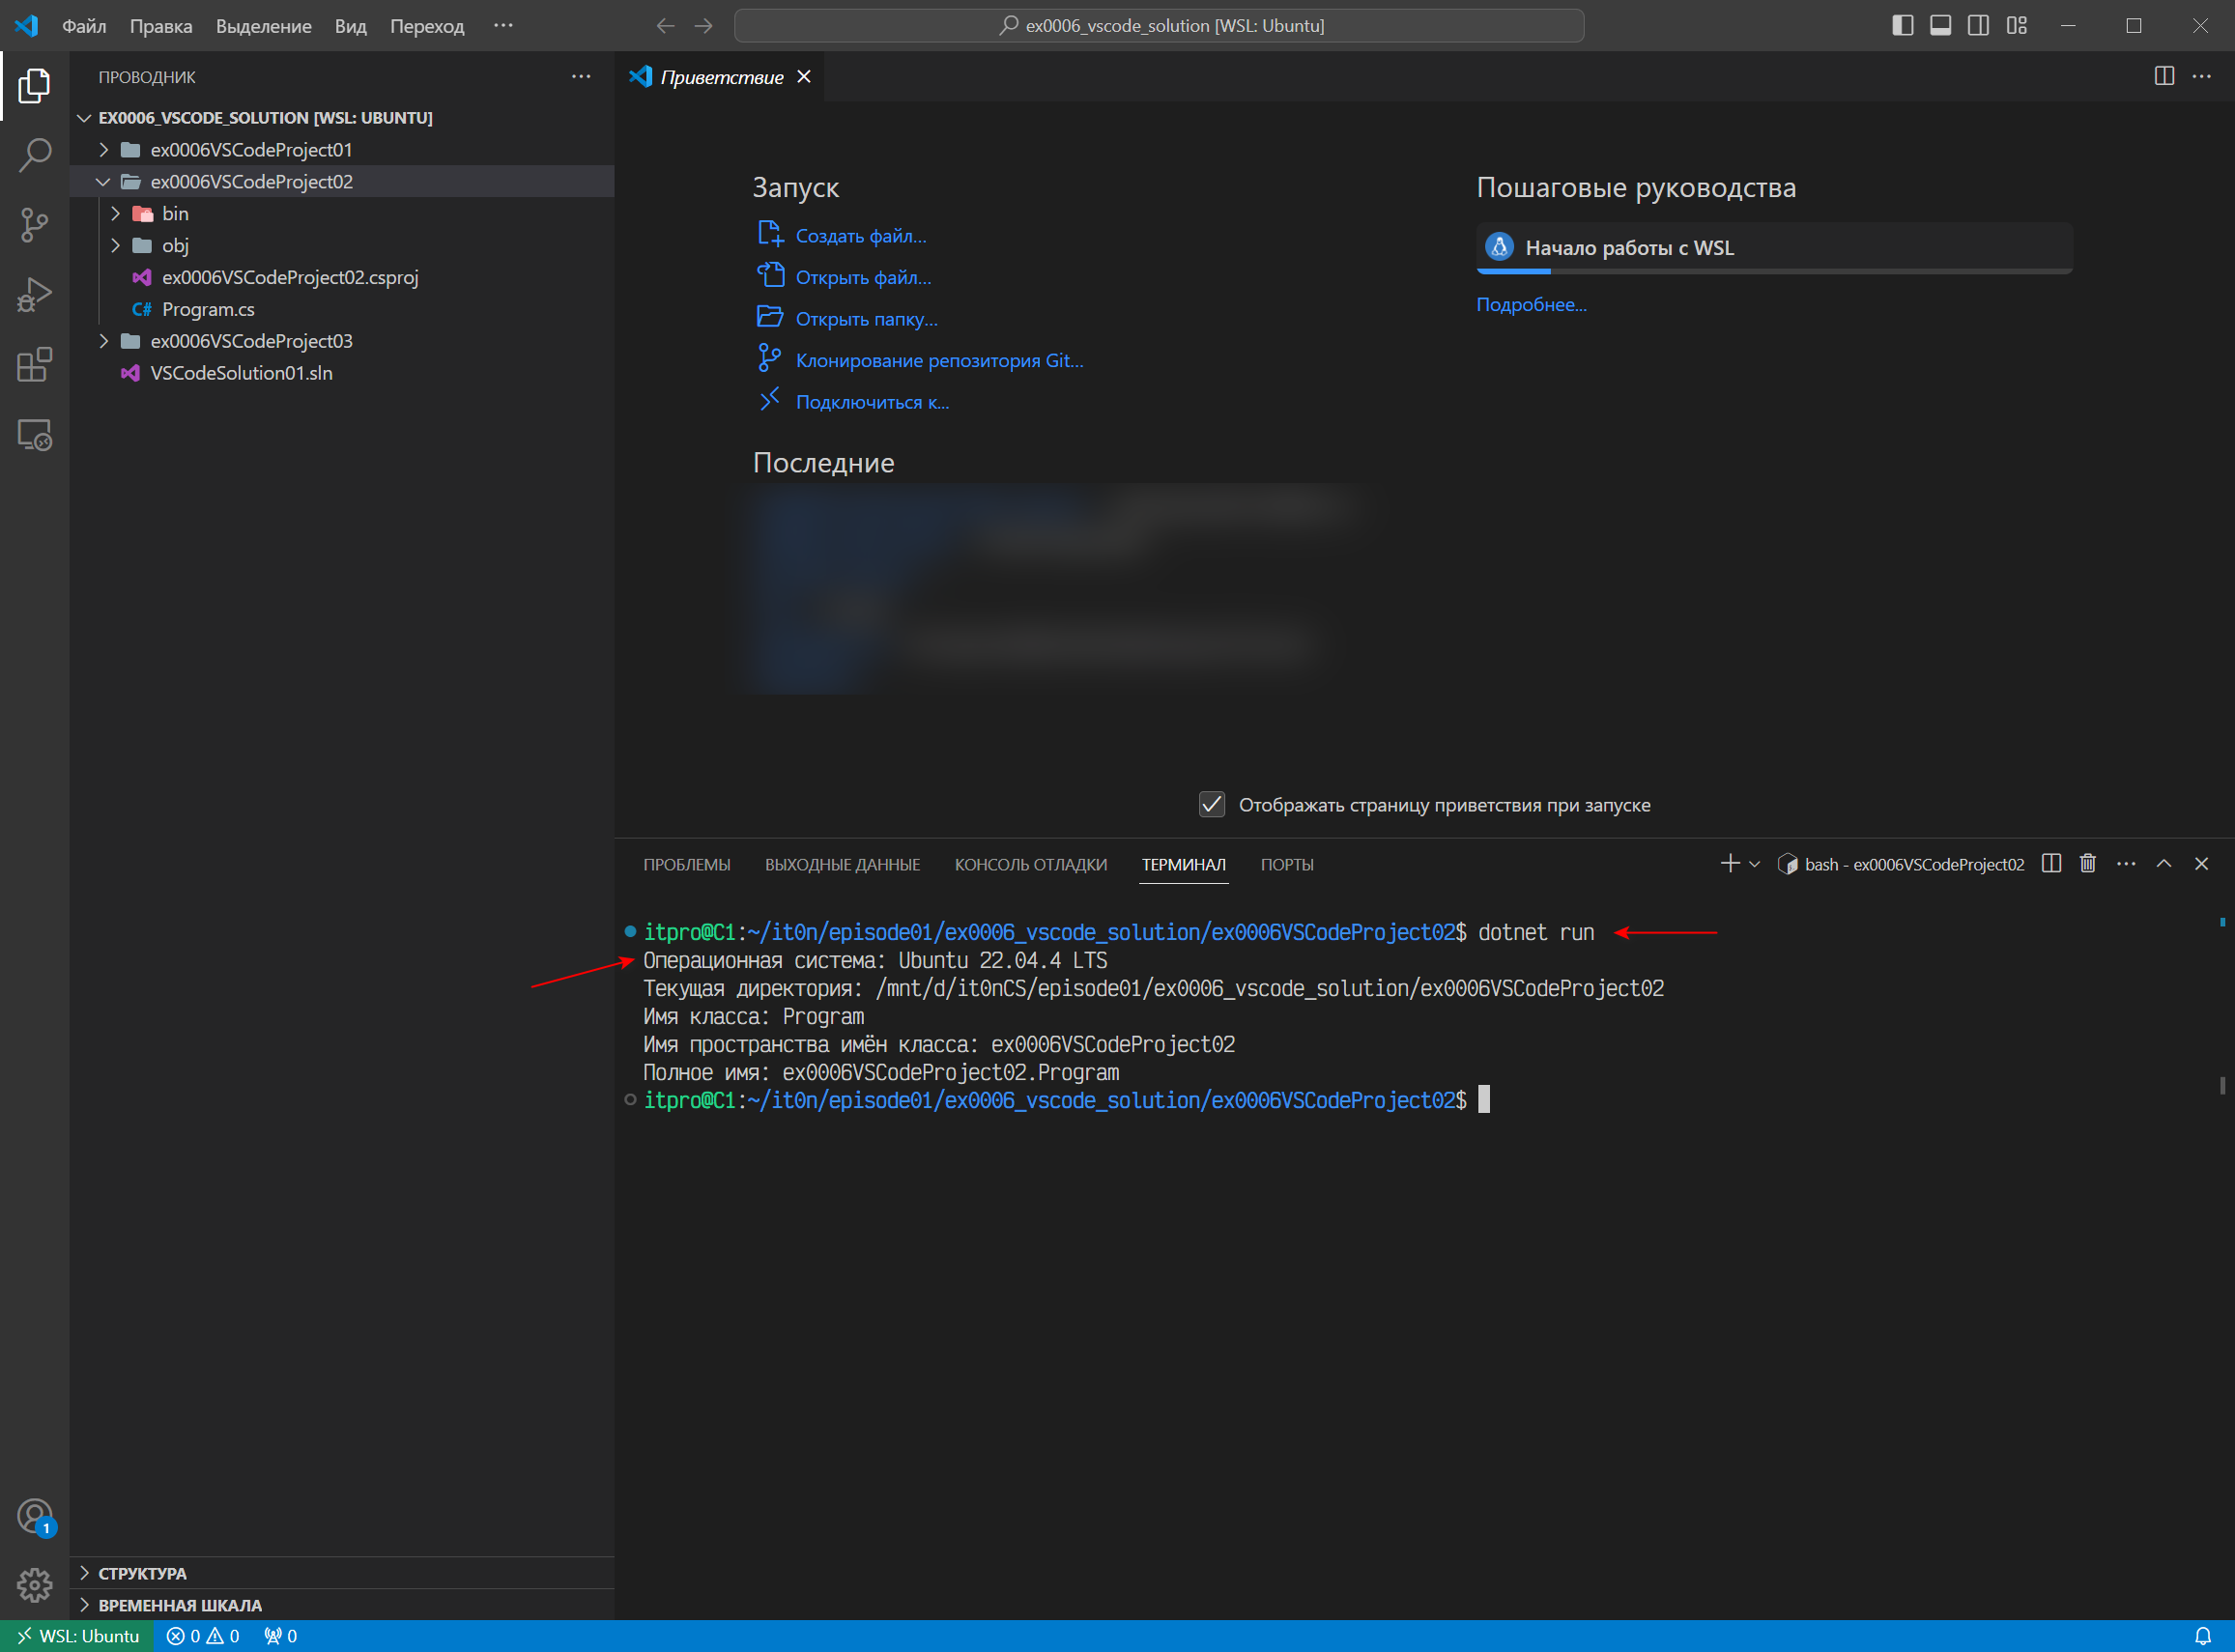 Файл Правка Выделение Вид Переход ··· ex0006_vscode_solution [WSL: Ubuntu]
ПРОВОДНИК
Приветствие
EX0006_VSCODE_SOLUTION [WSL: UBUNTU]
ex0006VSCodeProject01
ex0006VSCodeProject02
bin
obj
ex0006VSCodeProject02.csproj
C# Program.cs
ex0006VSCodeProject03
VSCodeSolution01.sln
Запуск
Создать файл...
Открыть файл...
Открыть папку...
Клонирование репозитория Git...
Подключиться к...
Последние
Пошаговые руководства
Начало работы с WSL
Подробнее...
Отображать страницу приветствия при запуске
ПРОБЛЕМЫ ВЫХОДНЫЕ ДАННЫЕ КОНСОЛЬ ОТЛАДКИ ТЕРМИНАЛ ПОРТЫ bash - ex0006VSCodeProject02
itpro@C1:~/it0n/episode01/ex0006_vscode_solution/ex0006VSCodeProject02$ dotnet run
Операционная система: Ubuntu 22.04.4 LTS
Текущая директория: /mnt/d/it0nCS/episode01/ex0006_vscode_solution/ex0006VSCodeProject02
Имя класса: Program
Имя пространства имён класса: ex0006VSCodeProject02
Полное имя: ex0006VSCodeProject02.Program
itpro@C1:~/it0n/episode01/ex0006_vscode_solution/ex0006VSCodeProject02$
1
СТРУКТУРА
ВРЕМЕННАЯ ШКАЛА
WSL: Ubuntu 0 0 0